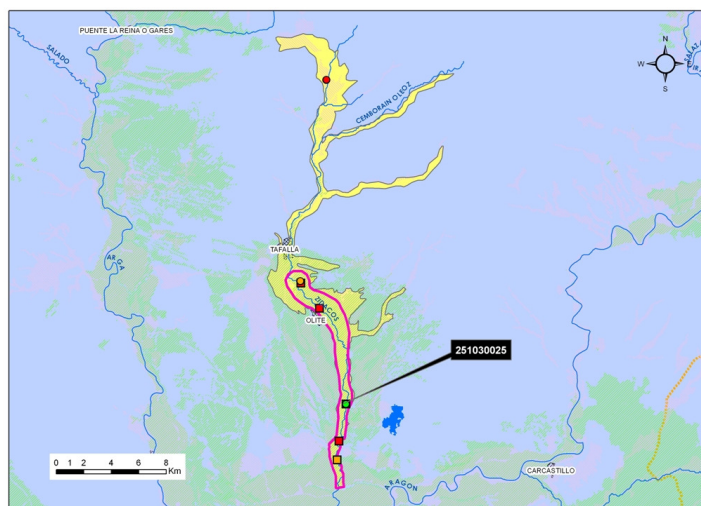 PUENTE LA REINA O GARES
SALADO
N
W E
S
CEMBORAIN O LEOZ
TAFALLA
ARGA
ZIDACOS
OLITE
251030025
0 1 2 4 6 8
Km
CARCASTILLO
ARAGON